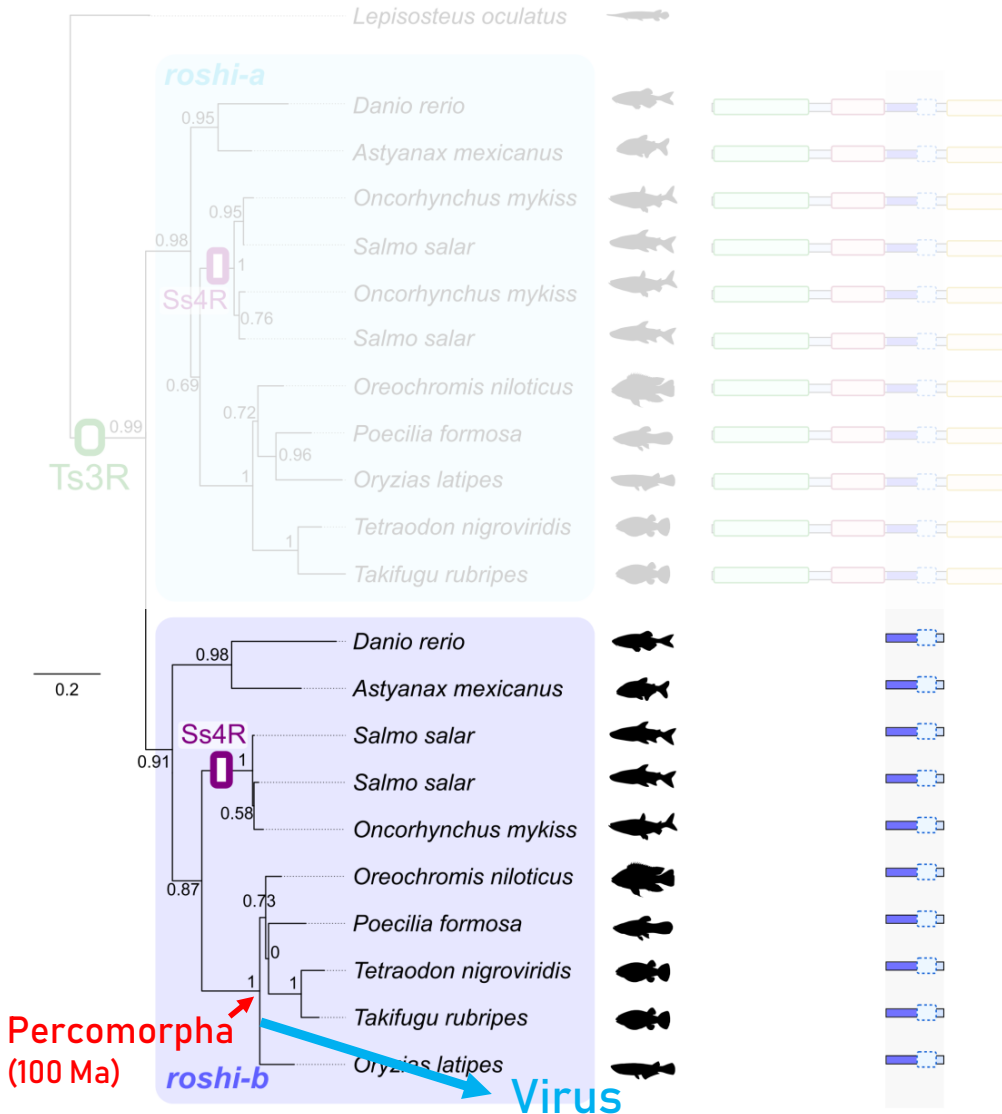 Lepisosteus oculatus
roshi-a
Danio rerio
0.95
Astyanax mexicanus
Oncorhynchus mykiss
0.95
0.98
Salmo salar
1
Ss4R
Oncorhynchus mykiss
0.76
Salmo salar
0.69
Oreochromis niloticus
0.72
Poecilia formosa
0.99
0.96
Ts3R
Oryzias latipes
1
Tetraodon nigroviridis
1
Takifugu rubripes
Danio rerio
0.98
0.2
Astyanax mexicanus
Ss4R
Salmo salar
1
0.91
Salmo salar
0.58
Oncorhynchus mykiss
0.87
Oreochromis niloticus
0.73
Poecilia formosa
0
Tetraodon nigroviridis
1
1
Percomorpha
(100 Ma)
Takifugu rubripes
Oryzias latipes
roshi-b
Virus